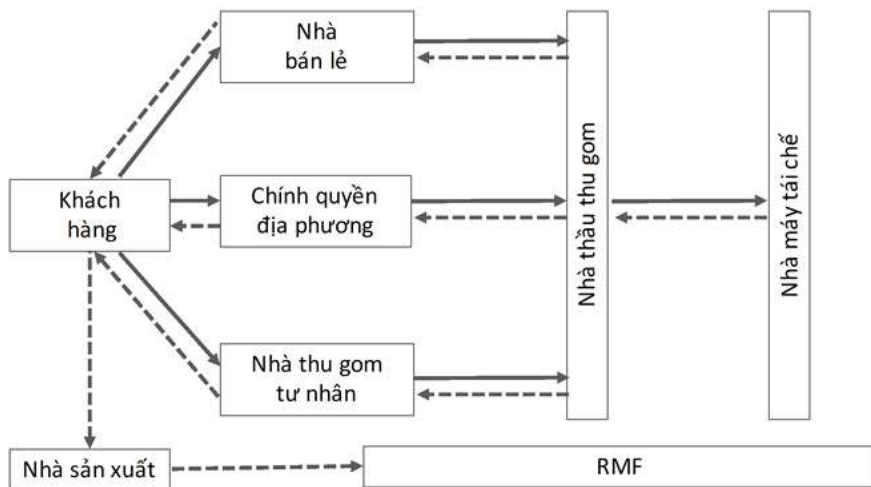 Nhà
bán lẻ
Khách
hàng
Chính quyền
địa phương
Nhà thu gom
tư nhân
Nhà thầu thu gom
Nhà máy tái chế
Nhà sản xuất
RMF